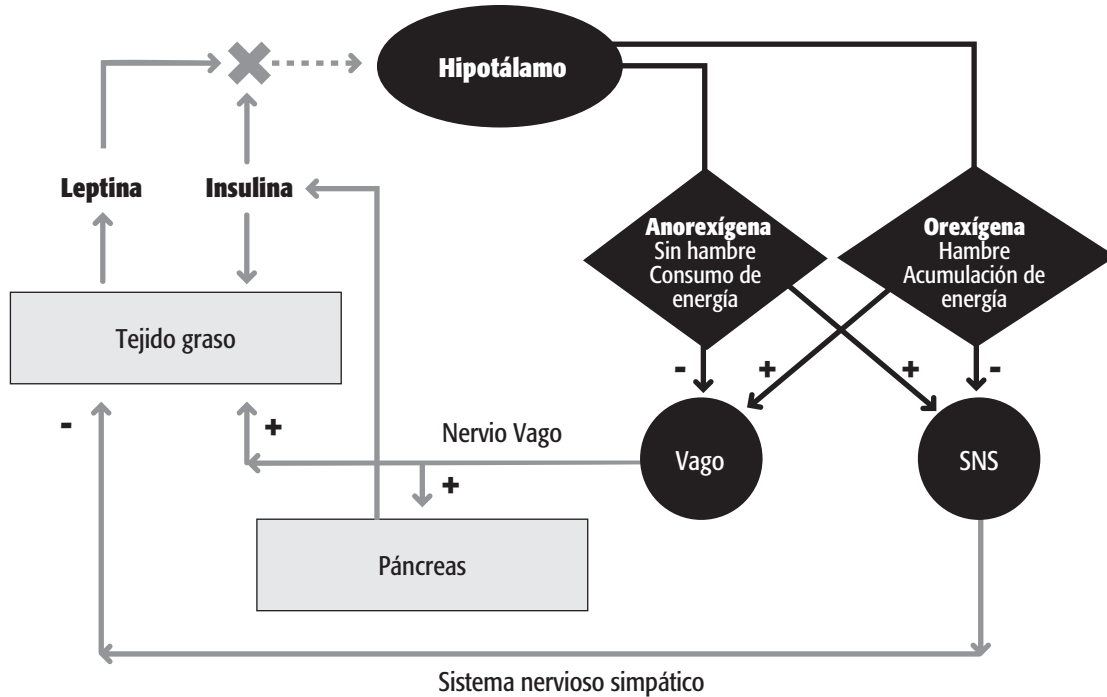 Hipotálamo
Leptina
Insulina
Anorexígena
Sin hambre
Consumo de
energía
Orexígena
Hambre
Acumulación de
energía
Tejido graso
-
+
+
-
-
+
Nervio Vago
+
Vago
SNS
Páncreas
Sistema nervioso simpático